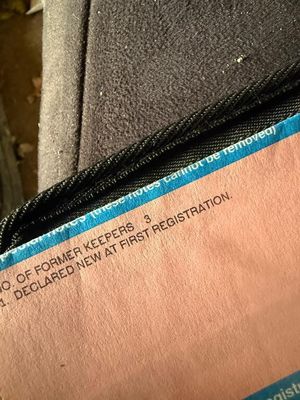 (these notes cannot be removed)
NO. OF FORMER KEEPERS 3
1. DECLARED NEW AT FIRST REGISTRATION.